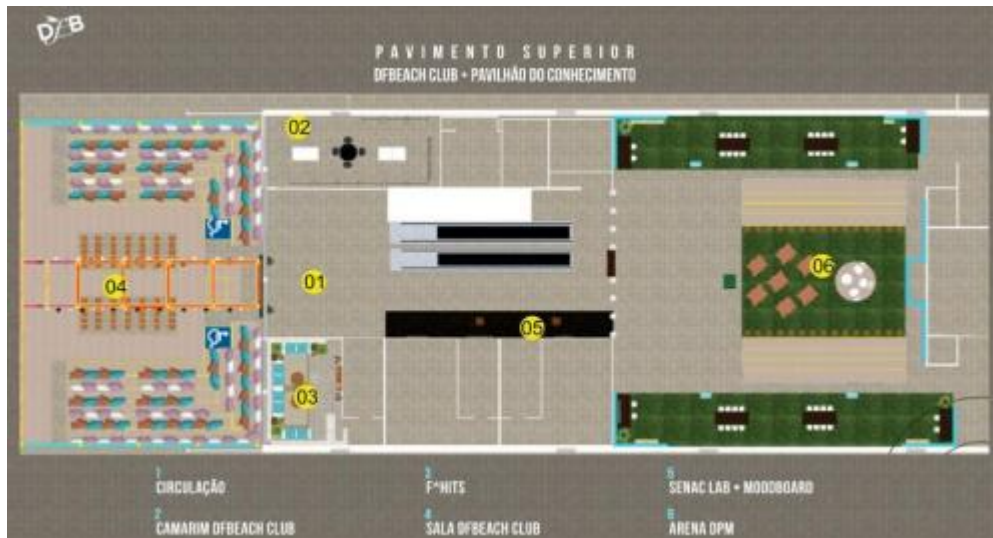 DFB
PAVIMENTO SUPERIOR
DFBEACH CLUB + PAVILHÃO DO CONHECIMENTO
02
01
04
06
05
03
1
CIRCULAÇÃO
2
CAMARIM DFBEACH CLUB
3
F*HITS
4
SALA DFBEACH CLUB
5
SENAC LAB + MOODBOARD
6
ARENA DPM